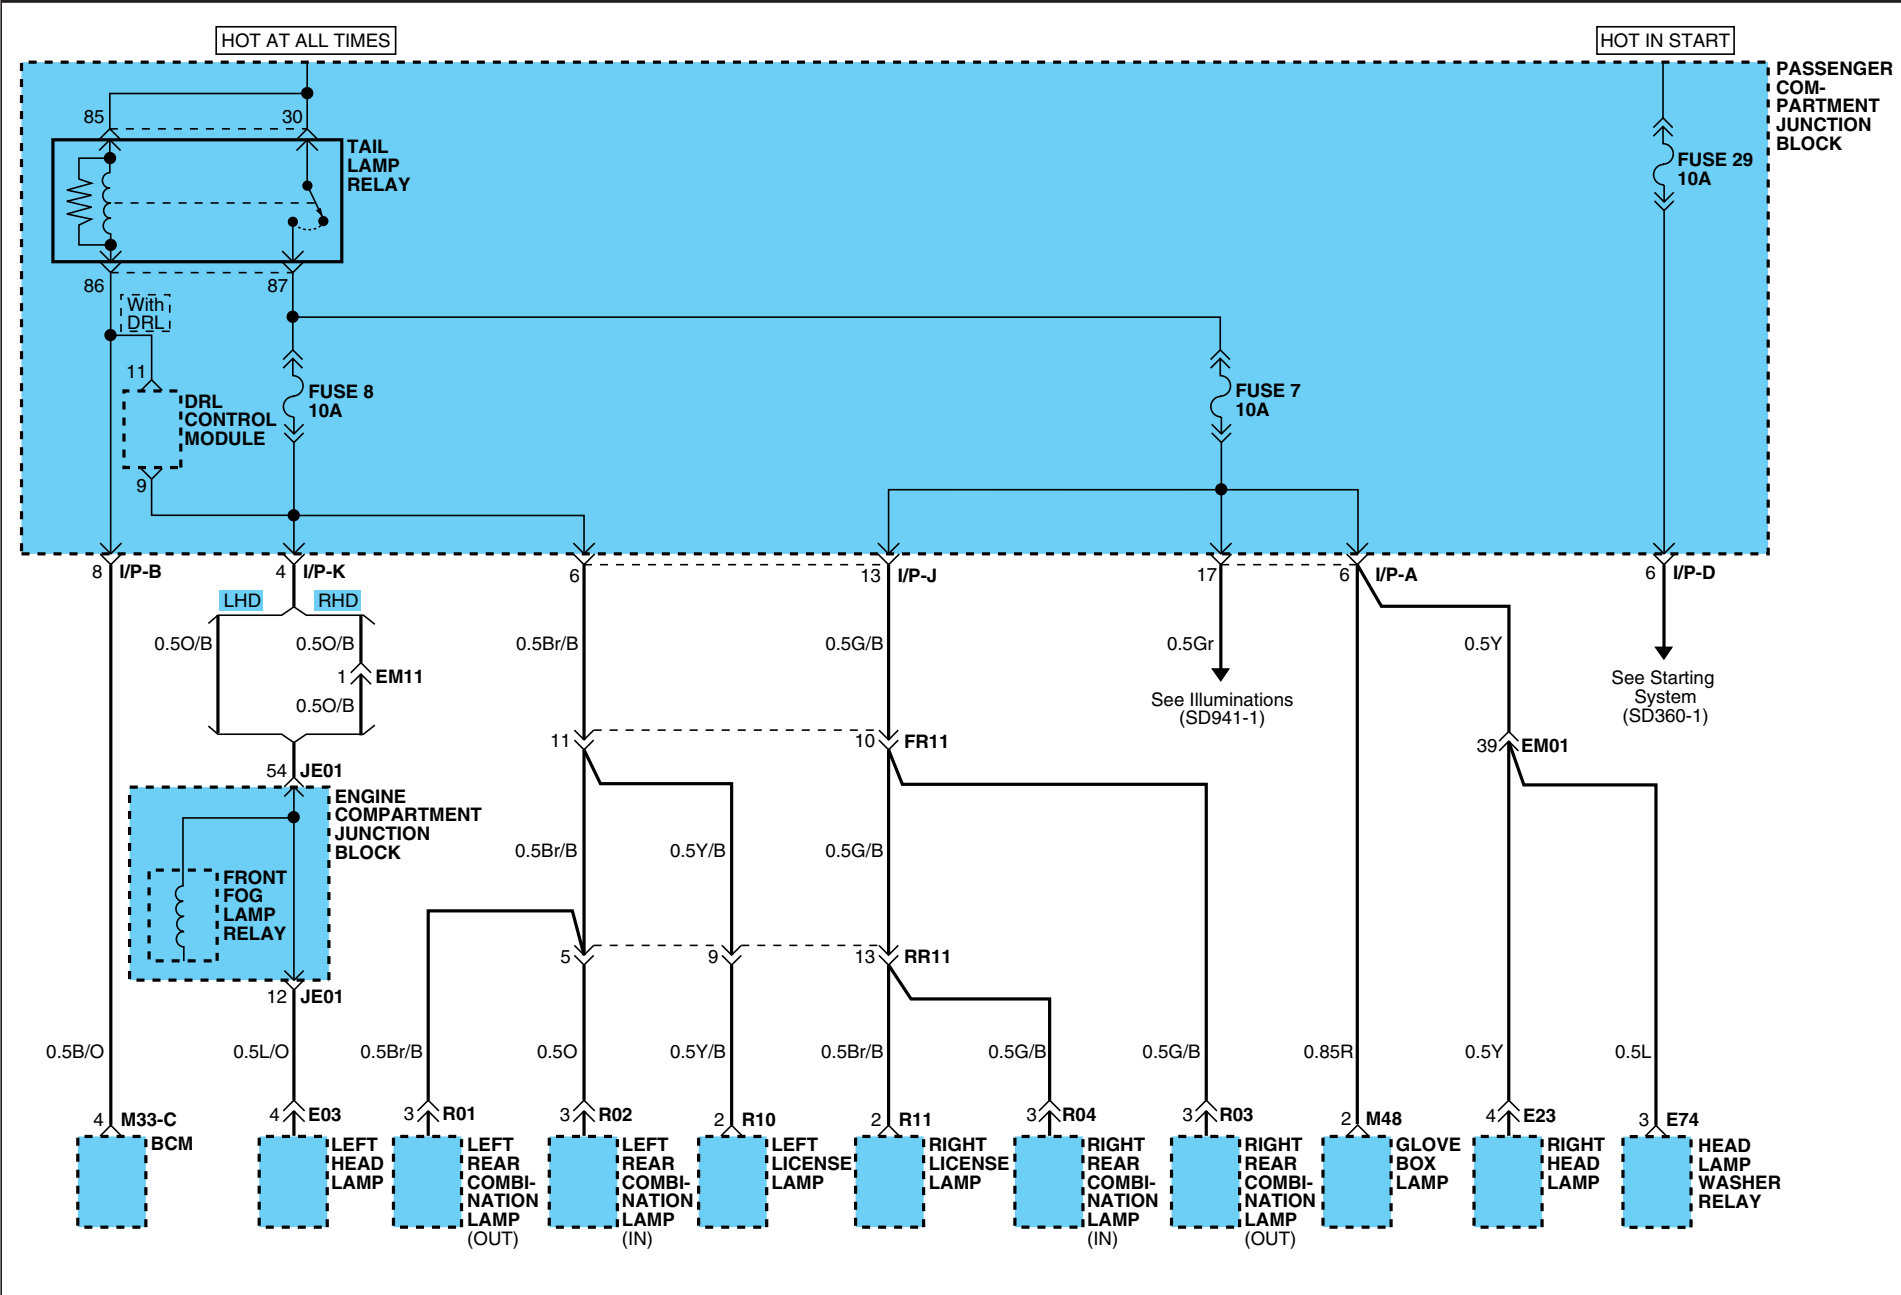 HOT AT ALL TIMES
HOT IN START
PASSENGER
COM-
PARTMENT
JUNCTION
BLOCK
85
30
TAIL
LAMP
RELAY
FUSE 29
10A
86
87
With
DRL
11
DRL
CONTROL
MODULE
9
FUSE 8
10A
FUSE 7
10A
8 I/P-B
4 I/P-K
6
13 I/P-J
17
6 I/P-A
6 I/P-D
LHD
RHD
0.5O/B
0.5O/B
0.5Br/B
0.5G/B
0.5Gr
0.5Y
1 EM11
0.5O/B
See Illuminations
(SD941-1)
See Starting
System
(SD360-1)
11
10 FR11
39 EM01
54 JE01
ENGINE
COMPARTMENT
JUNCTION
BLOCK
FRONT
FOG
LAMP
RELAY
0.5Br/B
0.5Y/B
0.5G/B
5
9
13 RR11
12 JE01
0.5B/O
0.5L/O
0.5Br/B
0.5O
0.5Y/B
0.5Br/B
0.5G/B
0.5G/B
0.85R
0.5Y
0.5L
4 M33-C
BCM
4 E03
LEFT
HEAD
LAMP
3 R01
LEFT
REAR
COMBI-
NATION
LAMP
(OUT)
3 R02
LEFT
REAR
COMBI-
NATION
LAMP
(IN)
2 R10
LEFT
LICENSE
LAMP
2 R11
RIGHT
LICENSE
LAMP
3 R04
RIGHT
REAR
COMBI-
NATION
LAMP
(IN)
3 R03
RIGHT
REAR
COMBI-
NATION
LAMP
(OUT)
2 M48
GLOVE
BOX
LAMP
4 E23
RIGHT
HEAD
LAMP
3 E74
HEAD
LAMP
WASHER
RELAY